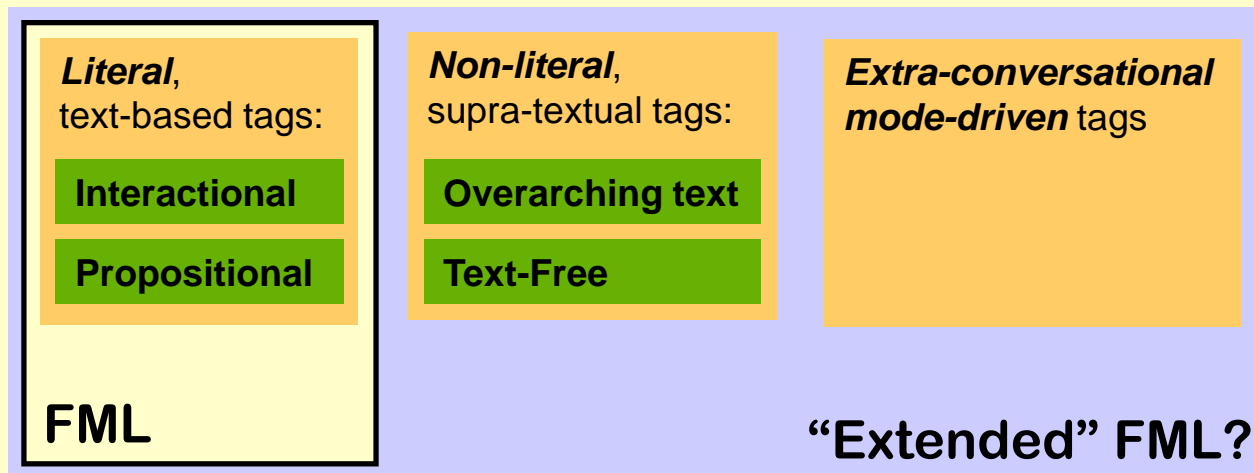 Literal,
text-based tags:
Interactional
Propositional
FML
Non-literal,
supra-textual tags:
Overarching text
Text-Free
Extra-conversational
mode-driven tags
“Extended” FML?